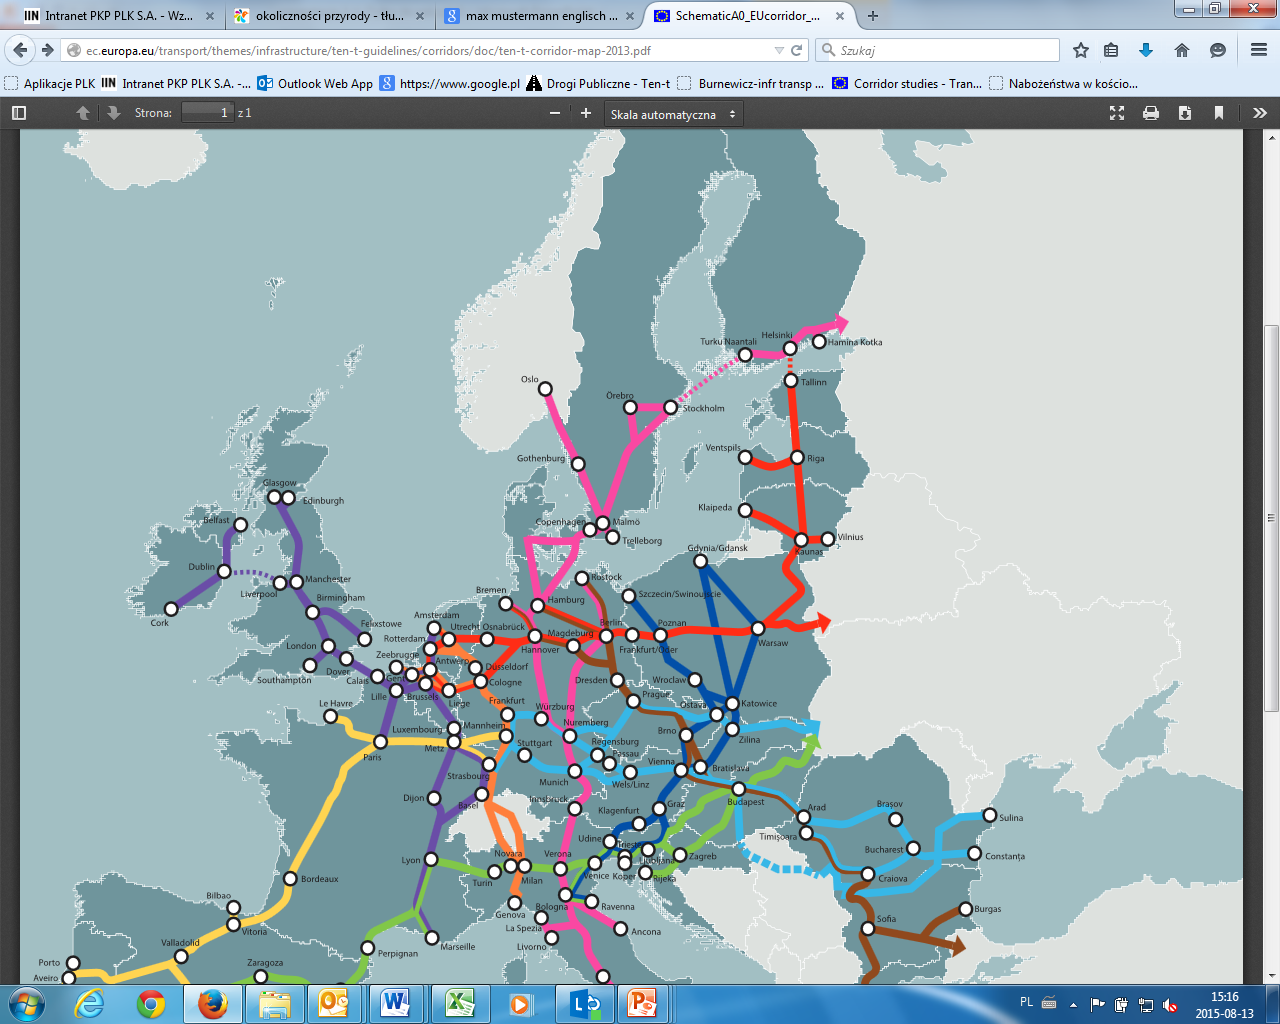 Intranet PKP PLK S.A. - Wz...
okoliczności przyrody - tłu...
max mustermann englisch ...
SchematicA0_EUcorridor_...
ec.europa.eu/transport/themes/infrastructure/ten-t-guidelines/corridors/doc/ten-t-corridor-map-2013.pdf
Szukaj
Aplikacje PLK
Intranet PKP PLK S.A. -...
Outlook Web App
https://www.google.pl
Drogi Publiczne - Ten-t
Burnewicz-infr transp ...
Corridor studies - Tran...
Nabożeństwa w kościo...
Strona: 1 z 1
Skala automatyczna
Helsinki
Turku Naantali
Hamina Kotka
Oslo
Tallinn
Örebro
Stockholm
Ventspils
Riga
Gothenburg
Glasgow
Edinburgh
Klaipeda
Belfast
Copenhagen
Malmö
Trelleborg
Vilnius
Kaunas
Gdynia/Gdansk
Dublin
Liverpool
Manchester
Rostock
Bremen
Hamburg
Szczecin/Swinoujscie
Birmingham
Cork
Amsterdam
Felixstowe
Utrecht
Osnabrück
Magdeburg
Berlin
Poznan
Rotterdam
London
Hannover
Frankfurt/Oder
Warsaw
Zeebrugge
Antwerp
Düsseldorf
Dover
Southampton
Calais
Gent
Cologne
Dresden
Wroclaw
Lille
Brussels
Liege
Prague
Katowice
Le Havre
Frankfurt
Würzburg
Ostava
Luxembourg
Mannheim
Nuremberg
Brno
Zilina
Metz
Stuttgart
Regensburg
Paris
Passau
Vienna
Bratislava
Strasbourg
Munich
Wels/Linz
Dijon
Basel
Innsbruck
Klagenfurt
Graz
Budapest
Arad
Brașov
Sulina
Udine
Trieste
Timișoara
Bucharest
Constanța
Lyon
Novara
Verona
Ljubljana
Zagreb
Turin
Milan
Venice
Koper
Rijeka
Craiova
Bordeaux
Bilbao
Genova
Bologna
Ravenna
Burgas
Vitoria
La Spezia
Ancona
Sofia
Valladolid
Marseille
Livorno
Perpignan
Porto
Zaragoza
Aveiro
PL
15:16
2015-08-13